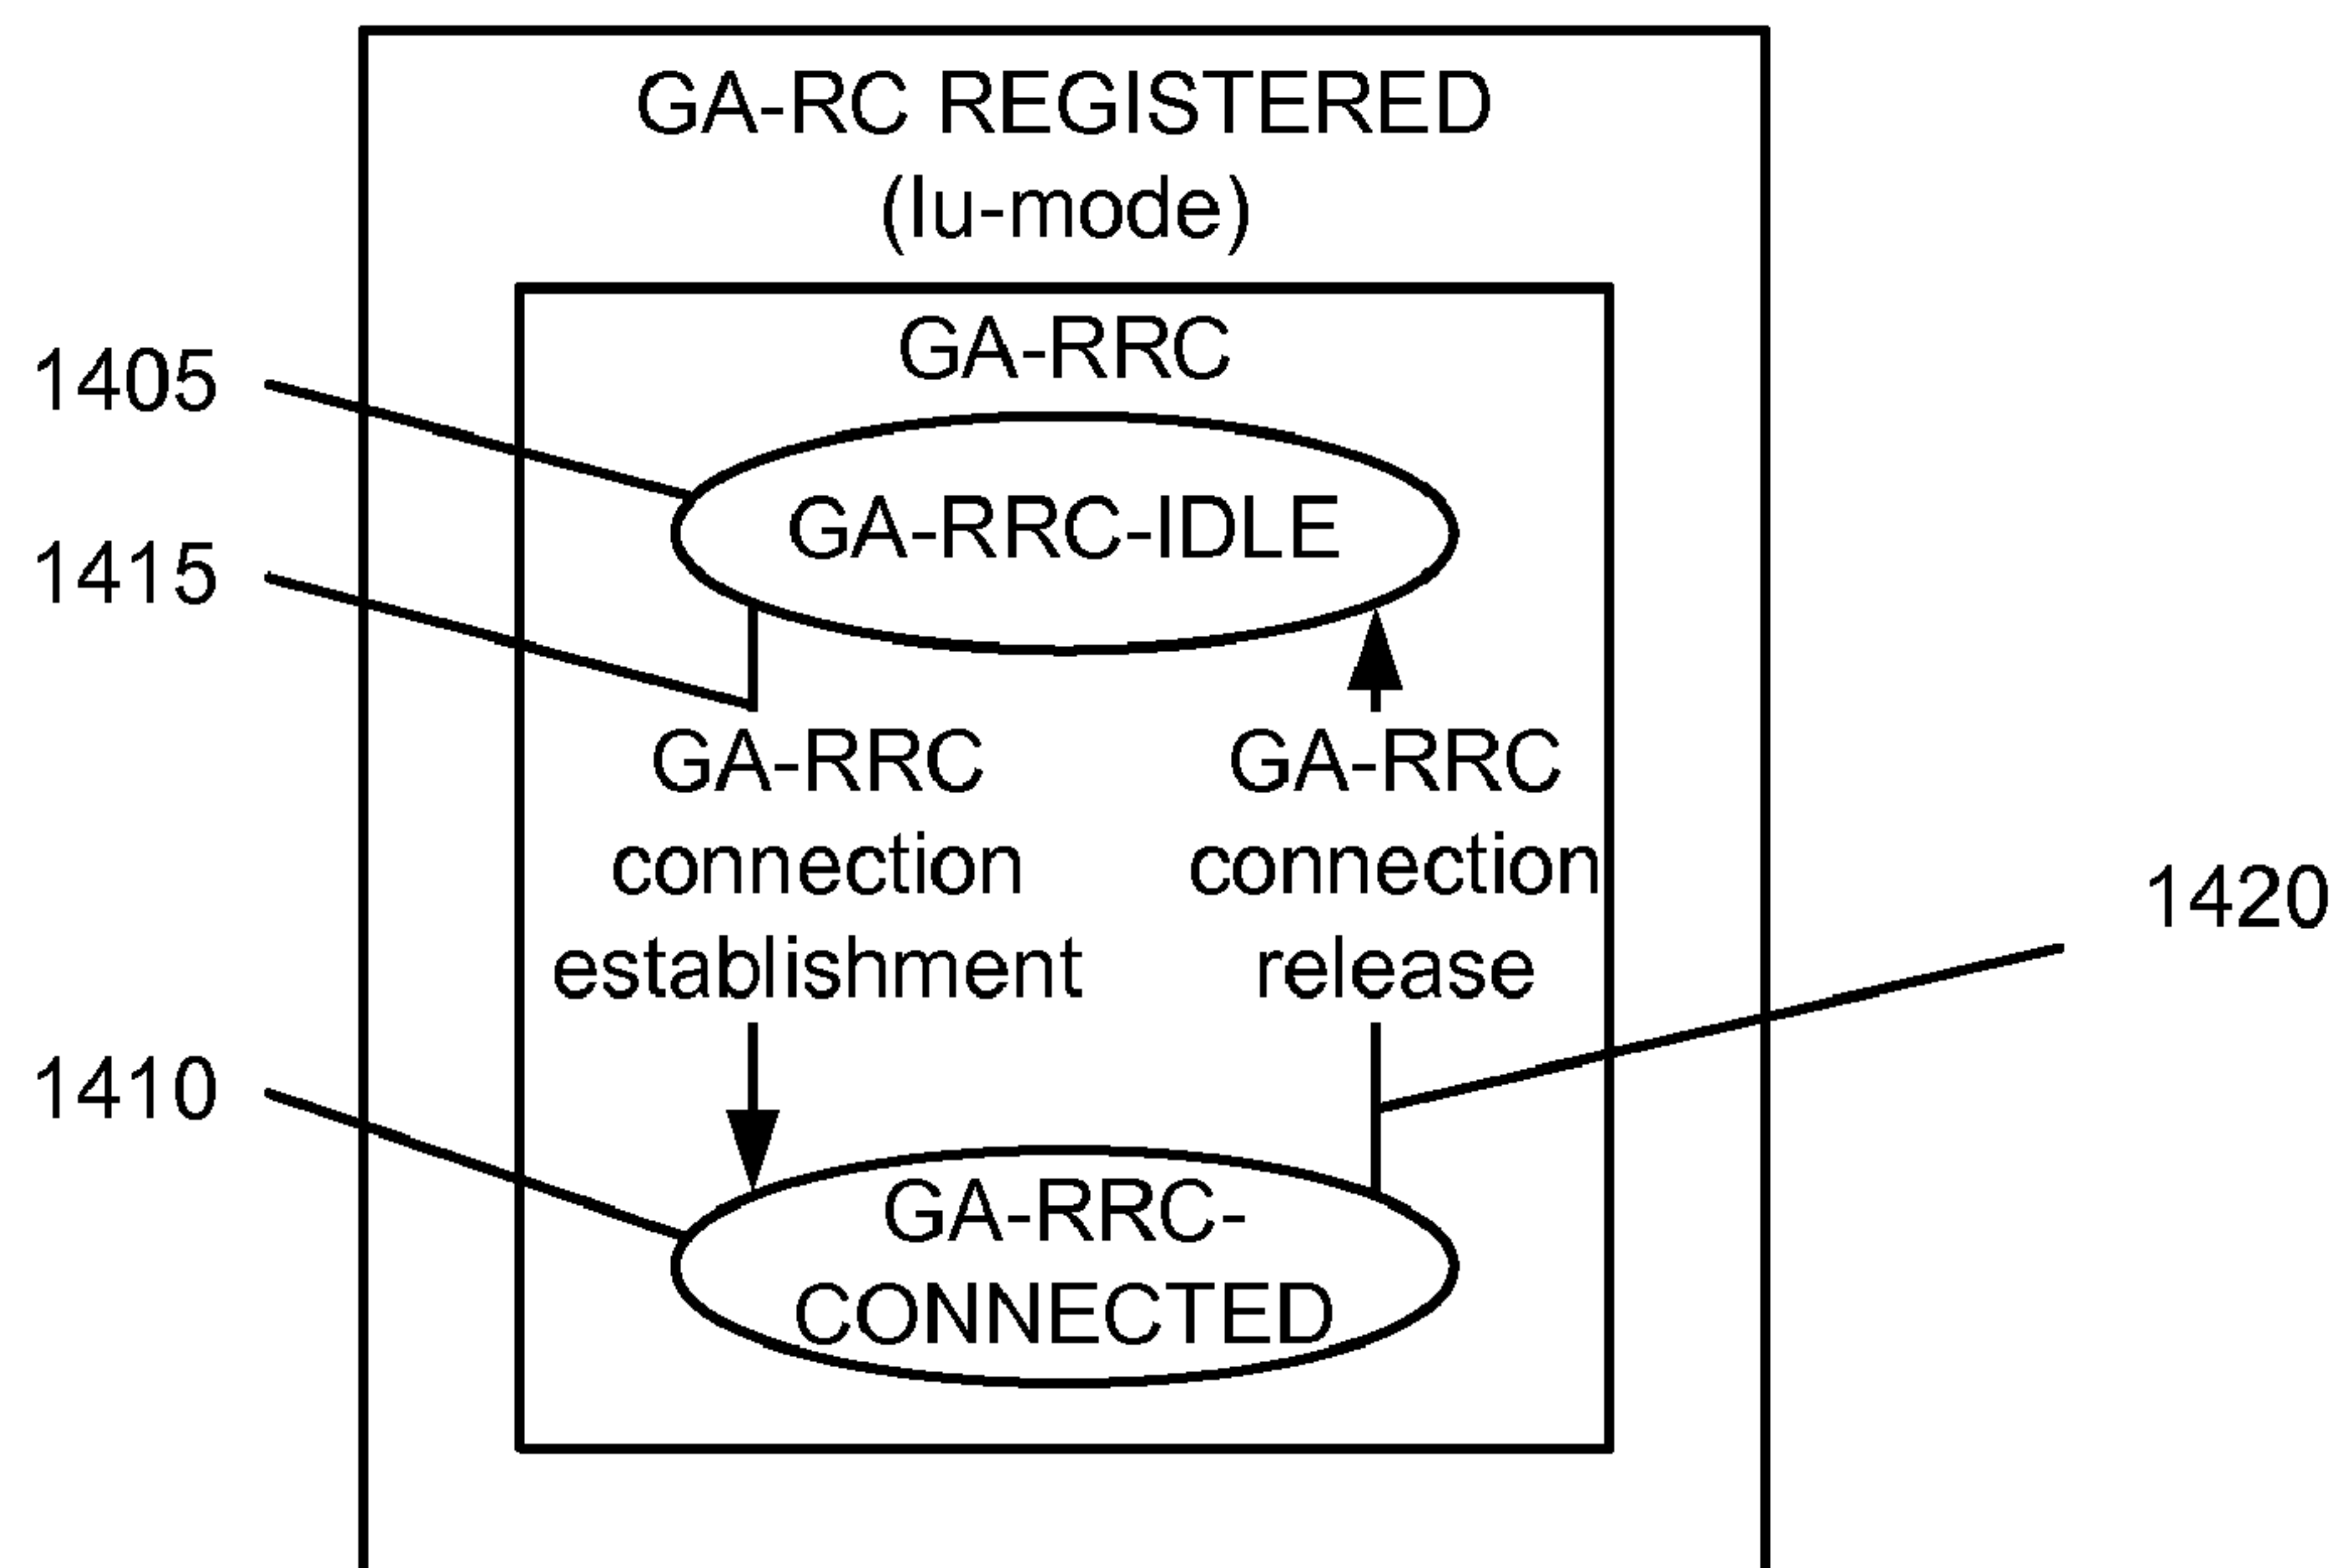 GA-RC REGISTERED
(Iu-mode)
GA-RRC
1405
GA-RRC-IDLE
1415
GA-RRC
connection
establishment
GA-RRC
connection
release
1420
1410
GA-RRC-
CONNECTED